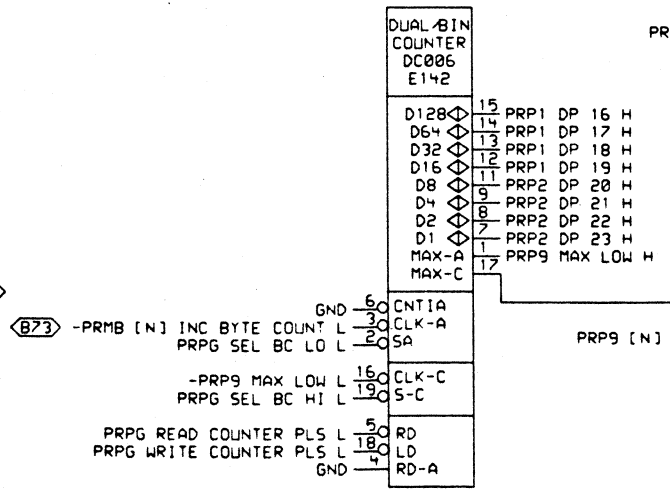 DUAL/BIN
COUNTER
DC006
E142
PR
D128 15 PRP1 DP 16 H
D64 14 PRP1 DP 17 H
D32 13 PRP1 DP 18 H
D16 12 PRP1 DP 19 H
D8 11 PRP2 DP 20 H
D4 9 PRP2 DP 21 H
D2 8 PRP2 DP 22 H
D1 7 PRP2 DP 23 H
MAX-A 1 PRP9 MAX LOW H
MAX-C 17
GND 6 CNT1A
B73 -PRMB [N] INC BYTE COUNT L 3 CLK-A
PRPG SEL BC LO L 2 SA
PRP9 [N]
-PRP9 MAX LOW L 16 CLK-C
PRPG SEL BC HI L 19 S-C
PRPG READ COUNTER PLS L 5 RD
PRPG WRITE COUNTER PLS L 18 LD
GND 4 RD-A